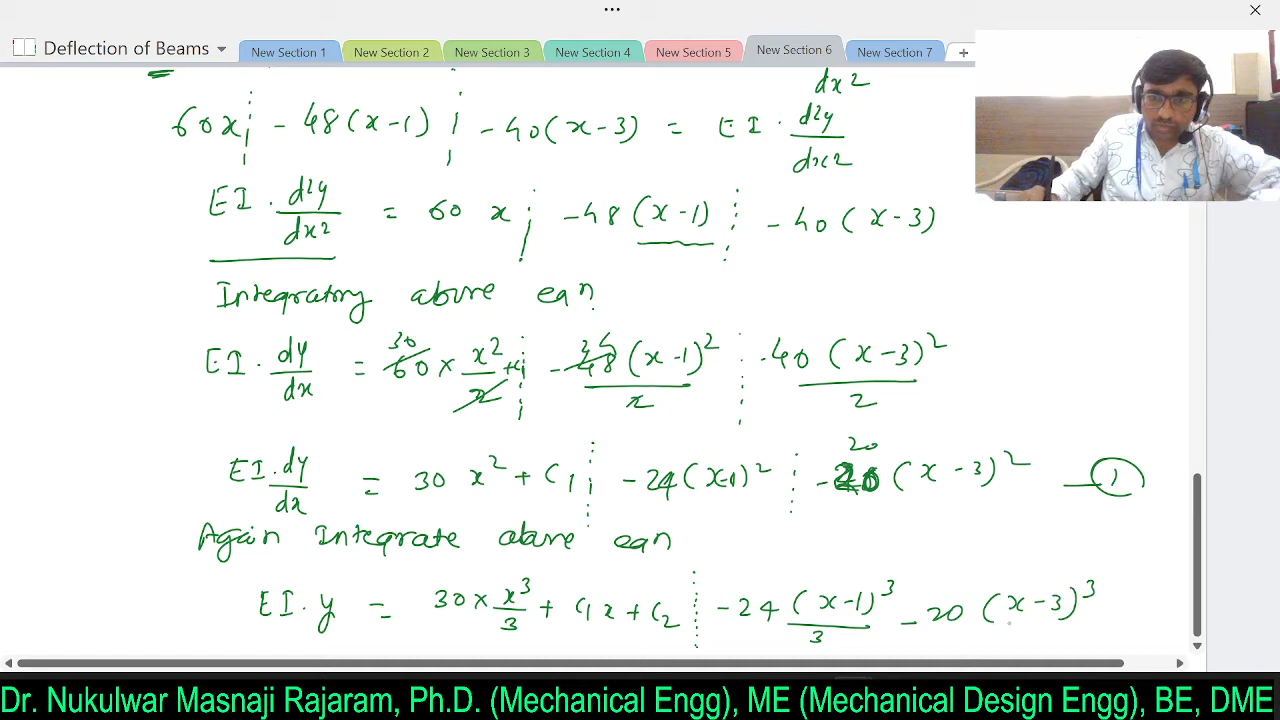 Deflection of Beams
New Section 1 New Section 2 New Section 3 New Section 4 New Section 5 New Section 6 New Section 7 +
dx2
60x ⋮ - 48(x-1) ⋮ - 40(x-3) = EI. d2y/dx2
EI. d2y/dx2 = 60 x ⋮ -48(x-1) ⋮ -40(x-3)
Integrating above eqn
EI. dy/dx = 60 30 × x²/2 +c₁ ⋮ - 48 24 (x-1)²/2 ⋮ -40 (x-3)²/2
EI. dy/dx = 30 x² + C₁ ⋮ -24(x-1)² ⋮ -20 (x-3)² — 1
Again Integrate above eqn
EI. y = 30 × x³/3 + C₁x + C₂ ⋮ -24 (x-1)³/3 - 20 (x-3)³
Dr. Nukulwar Masnaji Rajaram, Ph.D. (Mechanical Engg), ME (Mechanical Design Engg), BE, DME